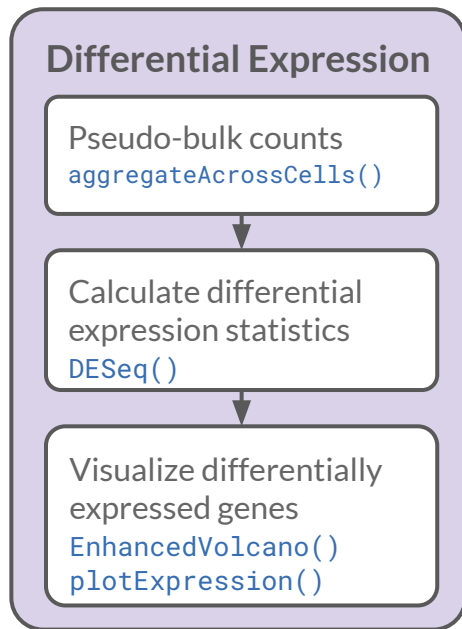 Differential Expression
Pseudo-bulk counts
aggregateAcrossCells()
Calculate differential
expression statistics
DESeq()
Visualize differentially
expressed genes
EnhancedVolcano()
plotExpression()